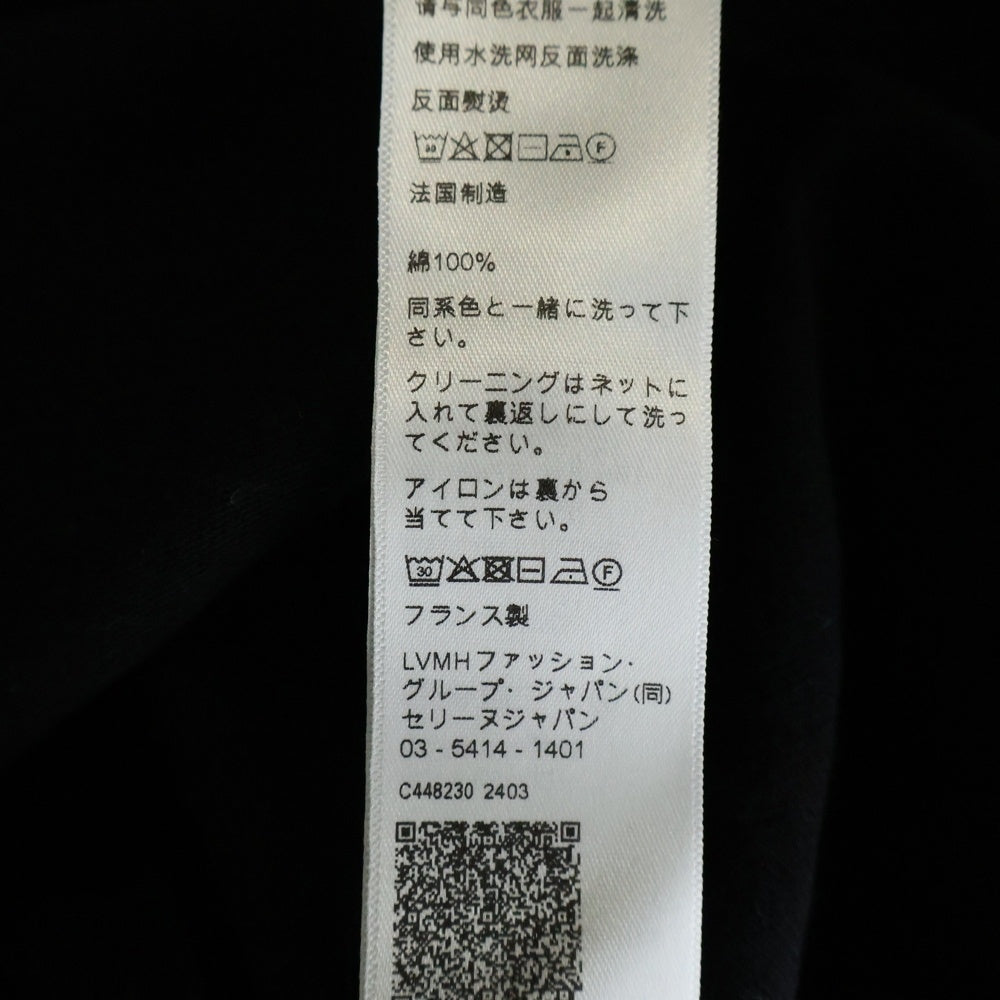 请与同色衣服一起清洗
使用水洗网反面洗涤
反面熨烫
30 F
法国制造
綿100%
同系色と一緒に洗って下
さい。
クリーニングはネットに
入れて裏返しにして洗っ
てください。
アイロンは裏から
当てて下さい。
30 F
フランス製
LVMHファッション·
グループ· ジャパン(同)
セリーヌジャパン
03 - 5414 - 1401
C448230 2403